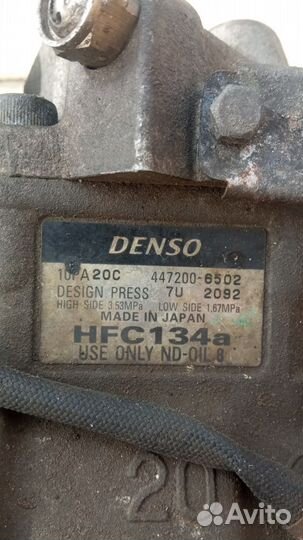 DENSO
10PA20C 447200-6502
DESIGN PRESS 7U 2092
HIGH SIDE 3.53MPa LOW SIDE 1.67MPa
MADE IN JAPAN
HFC134a
USE ONLY ND-OIL 8
20
Avito